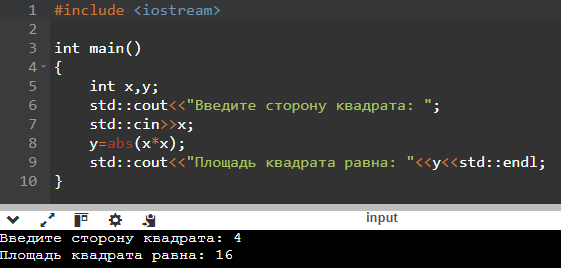 1 #include <iostream>
2
3 int main()
4 {
5 int x,y;
6 std::cout<<"Введите сторону квадрата: ";
7 std::cin>>x;
8 y=abs(x*x);
9 std::cout<<"Площадь квадрата равна: "<<y<<std::endl;
10 }
input
Введите сторону квадрата: 4
Площадь квадрата равна: 16